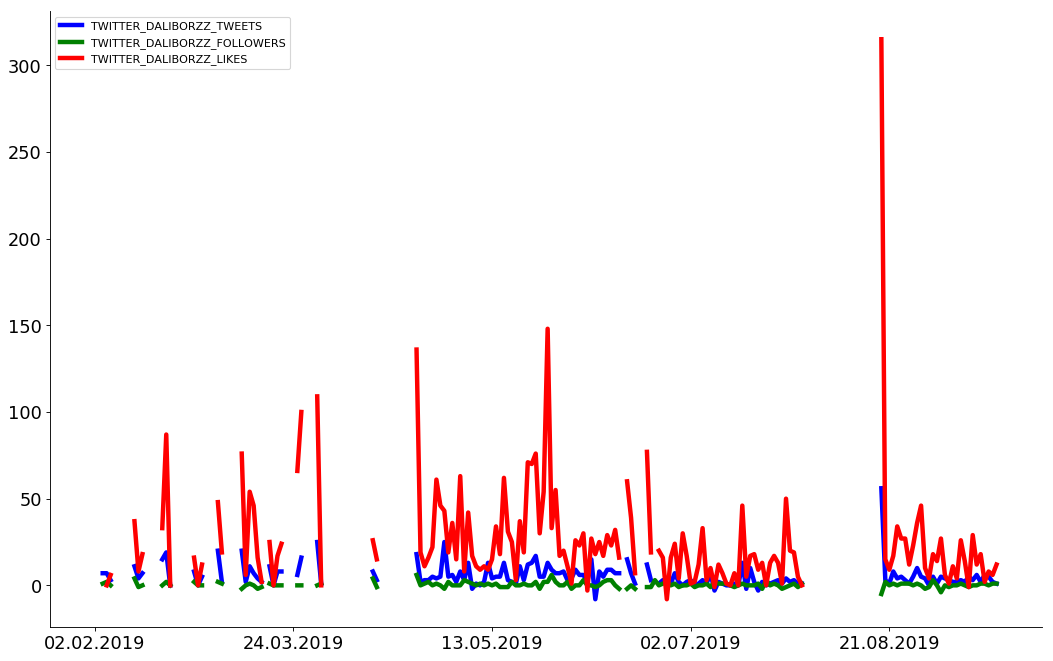 TWITTER_DALIBORZZ_TWEETS
TWITTER_DALIBORZZ_FOLLOWERS
TWITTER_DALIBORZZ_LIKES
300
250
200
150
100
50
0
02.02.2019 24.03.2019 13.05.2019 02.07.2019 21.08.2019